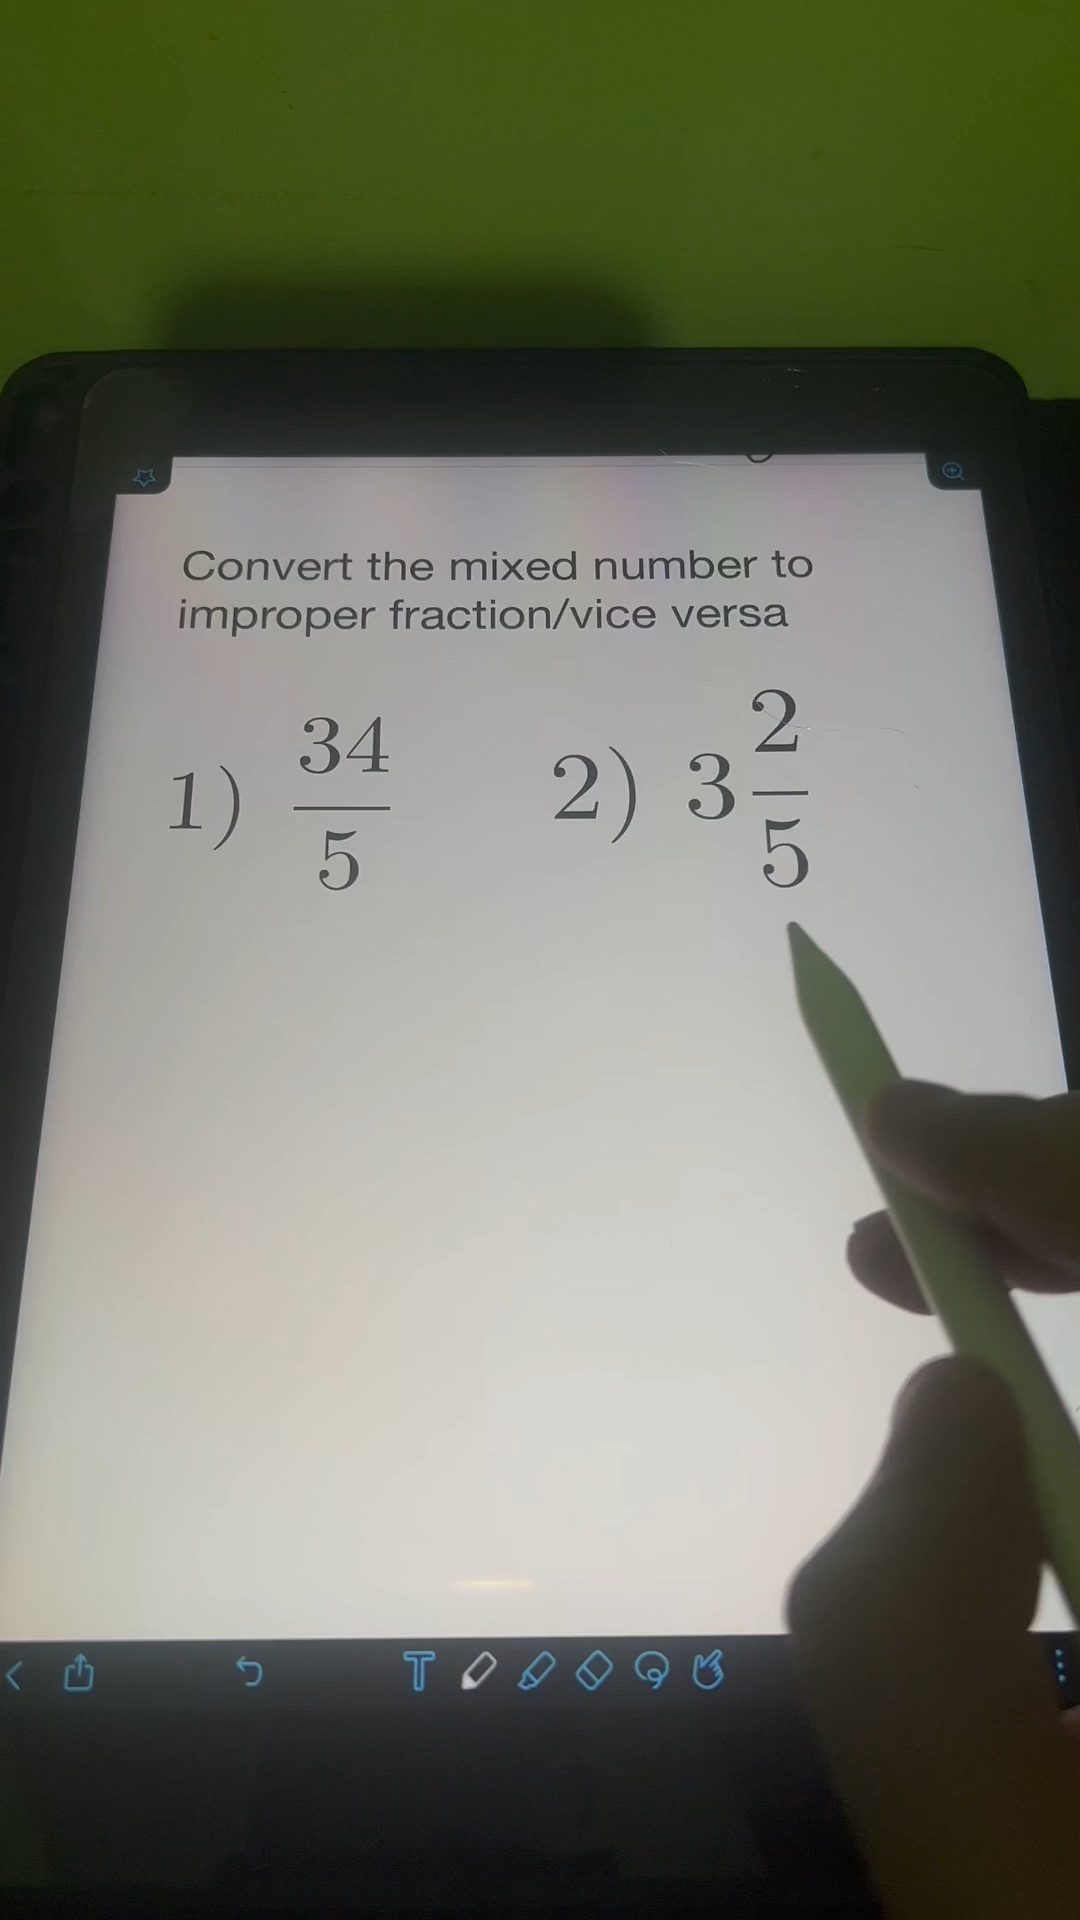 Convert the mixed number to
improper fraction/vice versa
1) 34/5 2) 3 2/5
T